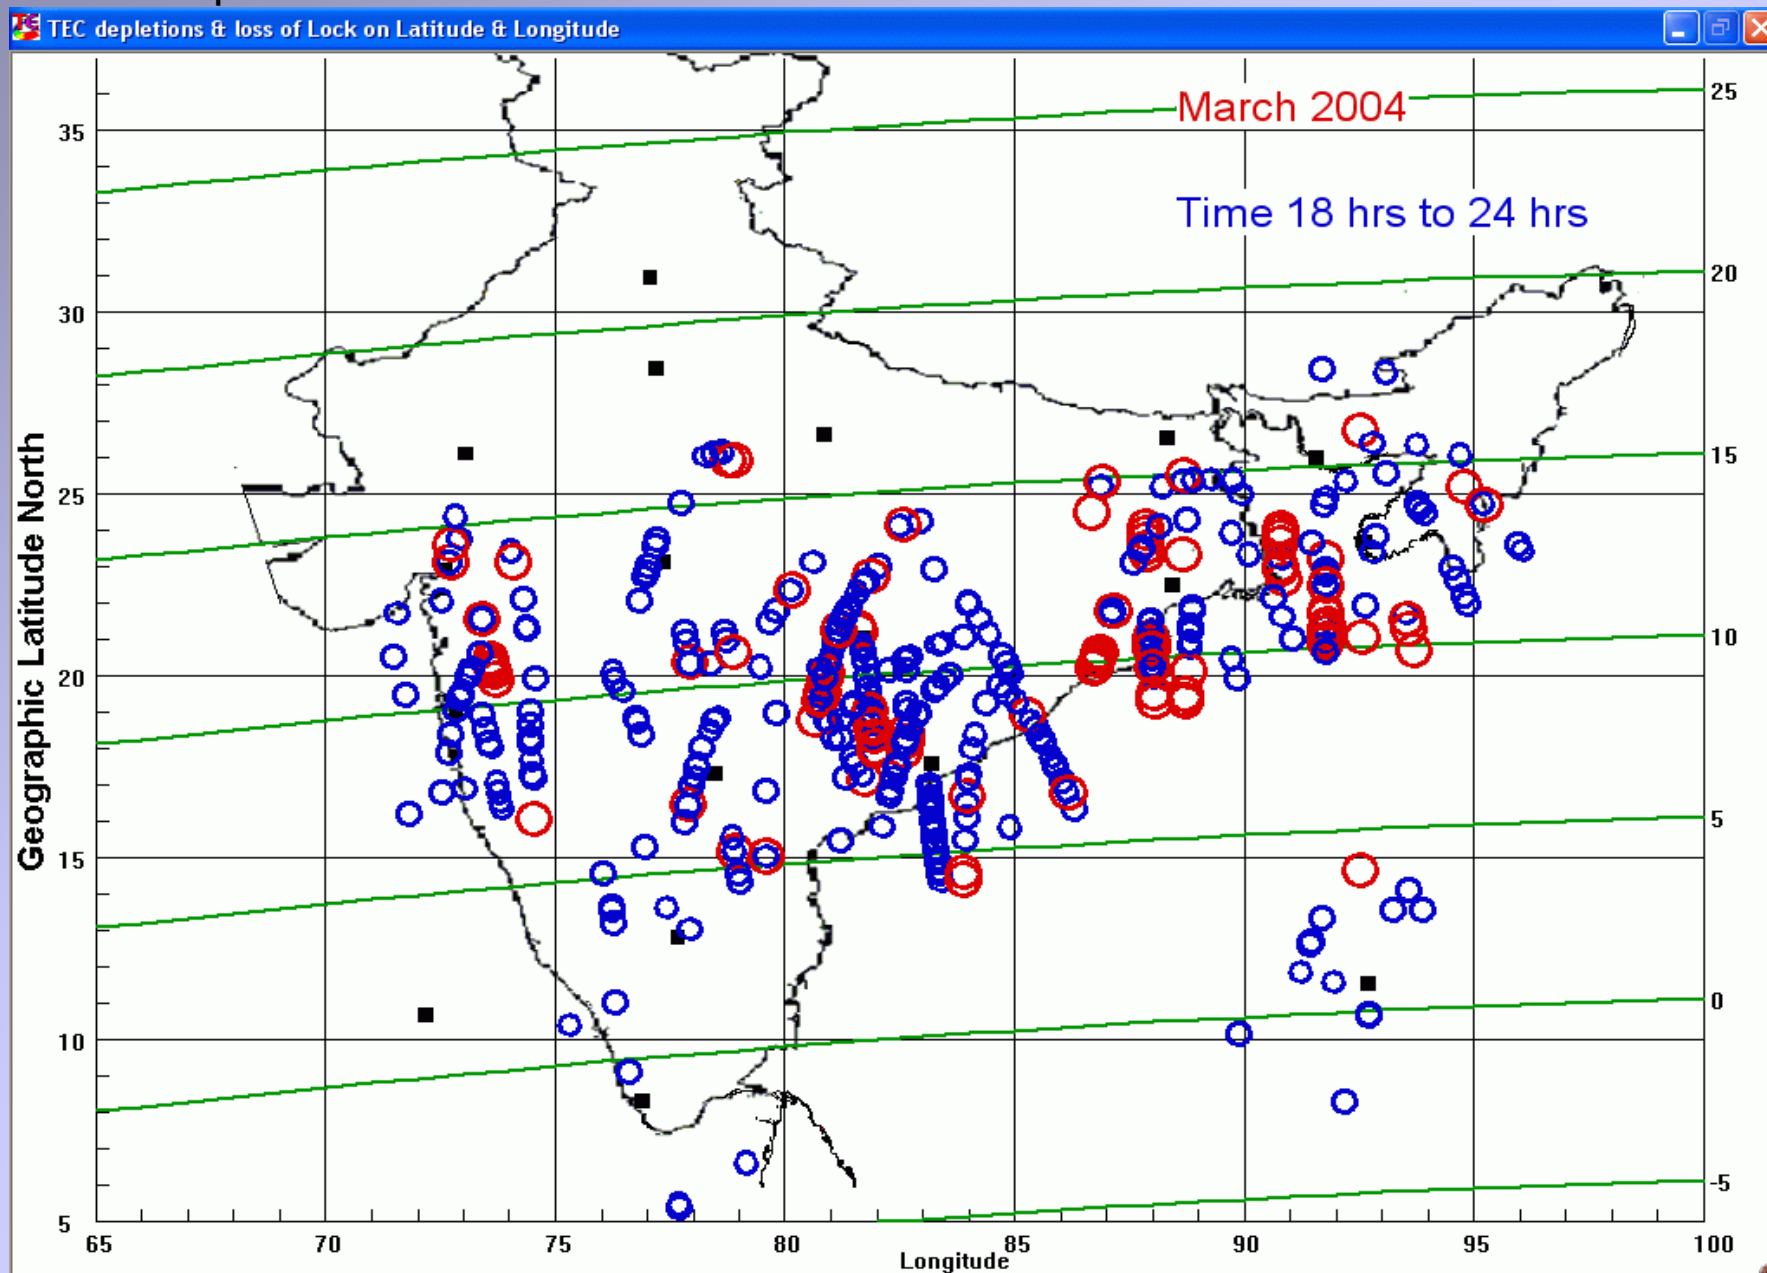 TEC depletions & loss of Lock on Latitude & Longitude
March 2004
Time 18 hrs to 24 hrs
Geographic Latitude North
35
30
25
20
15
10
5
25
20
15
10
5
0
-5
65 70 75 80 85 90 95 100
Longitude